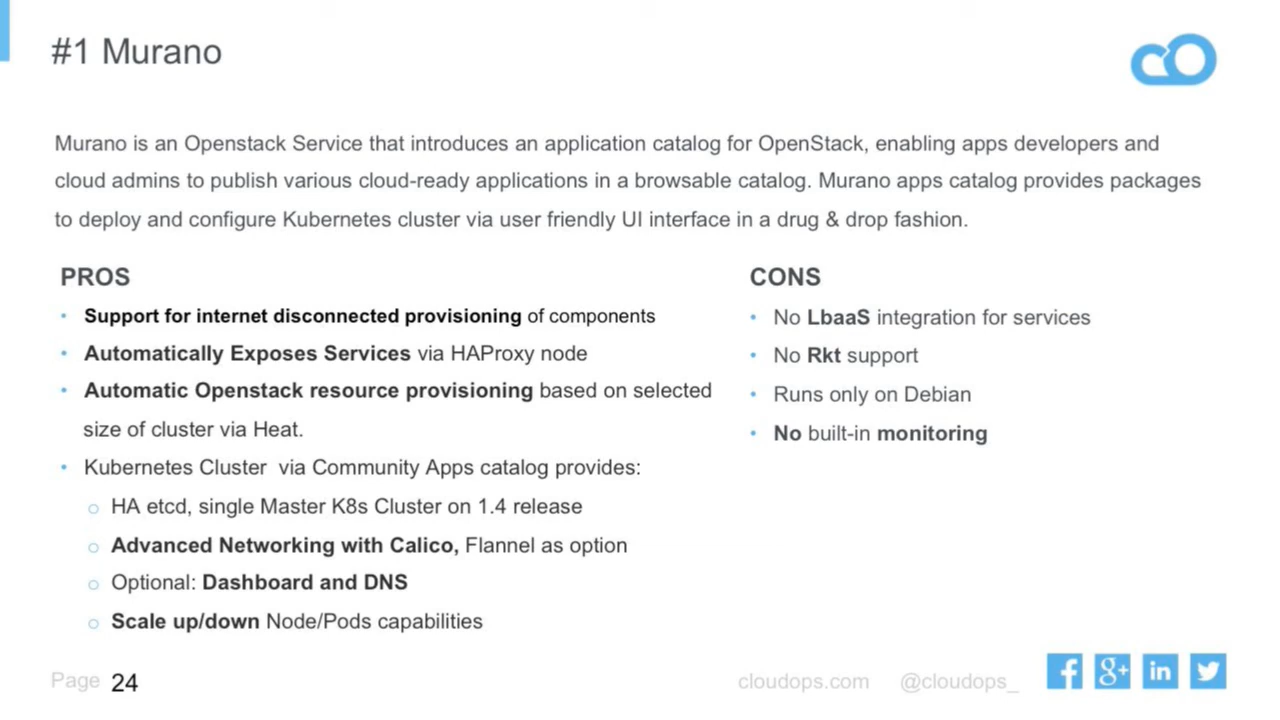 #1 Murano
Murano is an Openstack Service that introduces an application catalog for OpenStack, enabling apps developers and
cloud admins to publish various cloud-ready applications in a browsable catalog. Murano apps catalog provides packages
to deploy and configure Kubernetes cluster via user friendly UI interface in a drug & drop fashion.
PROS
• Support for internet disconnected provisioning of components
• Automatically Exposes Services via HAProxy node
• Automatic Openstack resource provisioning based on selected
size of cluster via Heat.
• Kubernetes Cluster via Community Apps catalog provides:
o HA etcd, single Master K8s Cluster on 1.4 release
o Advanced Networking with Calico, Flannel as option
o Optional: Dashboard and DNS
o Scale up/down Node/Pods capabilities
CONS
• No LbaaS integration for services
• No Rkt support
• Runs only on Debian
• No built-in monitoring
Page 24
cloudops.com @cloudops_ f g+ in